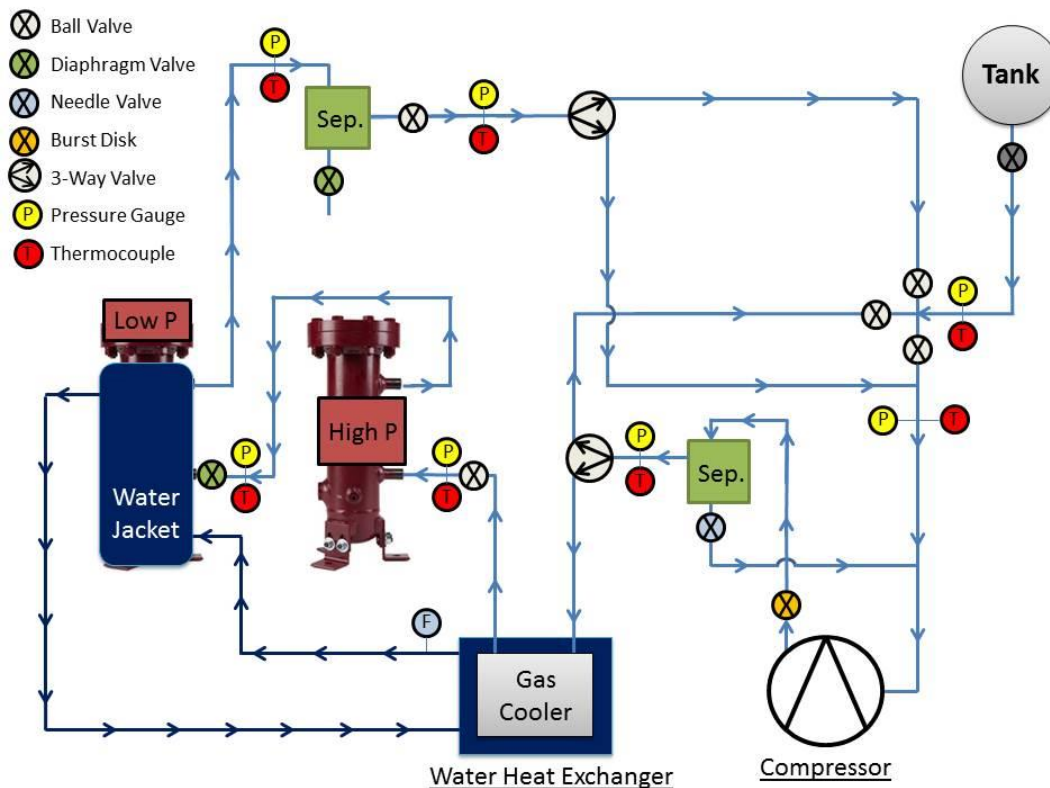 Ball Valve
Diaphragm Valve
Needle Valve
Burst Disk
3-Way Valve
P Pressure Gauge
T Thermocouple
P
T
Sep.
P
T
Tank
Low P
P
T
High P
P
T
P
T
P
T
Sep.
P
T
Water
Jacket
F
Gas
Cooler
Water Heat Exchanger
Compressor